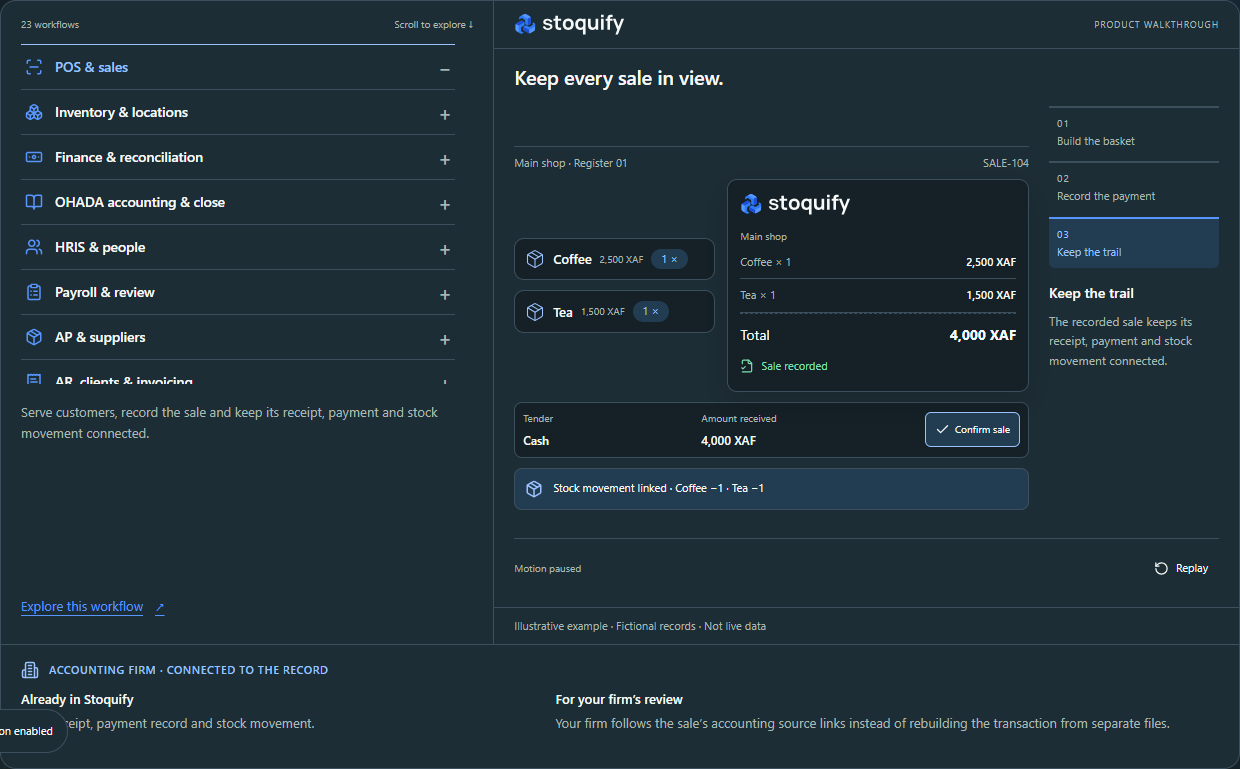 23 workflows
Scroll to explore ↓
POS & sales
Inventory & locations
Finance & reconciliation
OHADA accounting & close
HRIS & people
Payroll & review
AP & suppliers
AR, clients & invoicing
Serve customers, record the sale and keep its receipt, payment and stock
movement connected.
Explore this workflow ↗
stoquify
PRODUCT WALKTHROUGH
Keep every sale in view.
Main shop · Register 01
SALE-104
Coffee 2,500 XAF 1 ×
Tea 1,500 XAF 1 ×
stoquify
Main shop
Coffee × 1 2,500 XAF
Tea × 1 1,500 XAF
Total 4,000 XAF
Sale recorded
Tender
Cash
Amount received
4,000 XAF
Confirm sale
Stock movement linked · Coffee −1 · Tea −1
01
Build the basket
02
Record the payment
03
Keep the trail
Keep the trail
The recorded sale keeps its
receipt, payment and stock
movement connected.
Motion paused
Replay
Illustrative example · Fictional records · Not live data
ACCOUNTING FIRM · CONNECTED TO THE RECORD
Already in Stoquify
payment record and stock movement.
on enabled
For your firm's review
Your firm follows the sale's accounting source links instead of rebuilding the transaction from separate files.